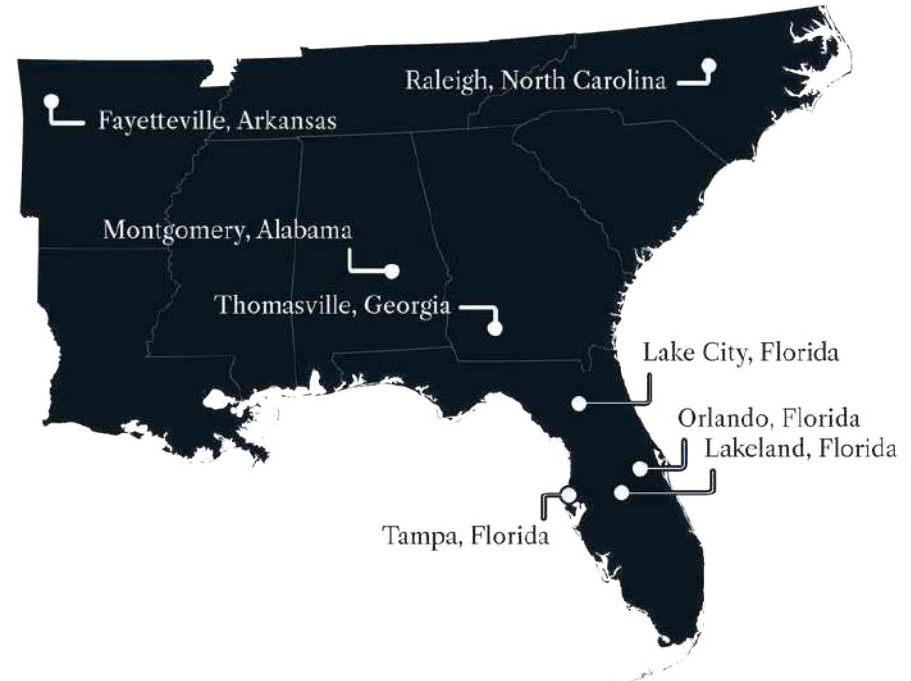 Raleigh, North Carolina
Fayetteville, Arkansas
Montgomery, Alabama
Thomasville, Georgia
Lake City, Florida
Orlando, Florida
Lakeland, Florida
Tampa, Florida